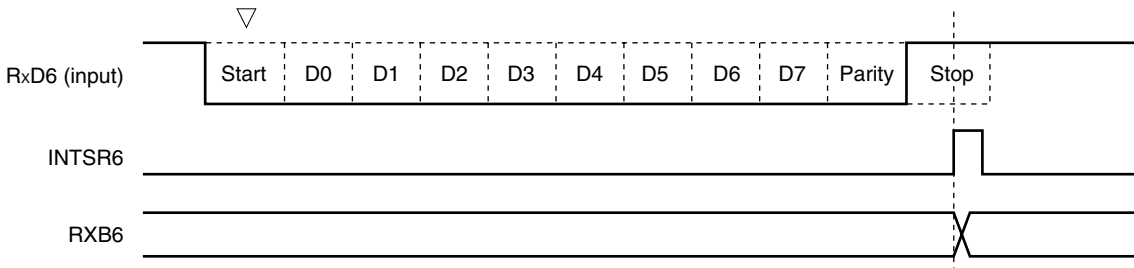 RxD6 (input) Start D0 D1 D2 D3 D4 D5 D6 D7 Parity Stop
INTSR6
RXB6